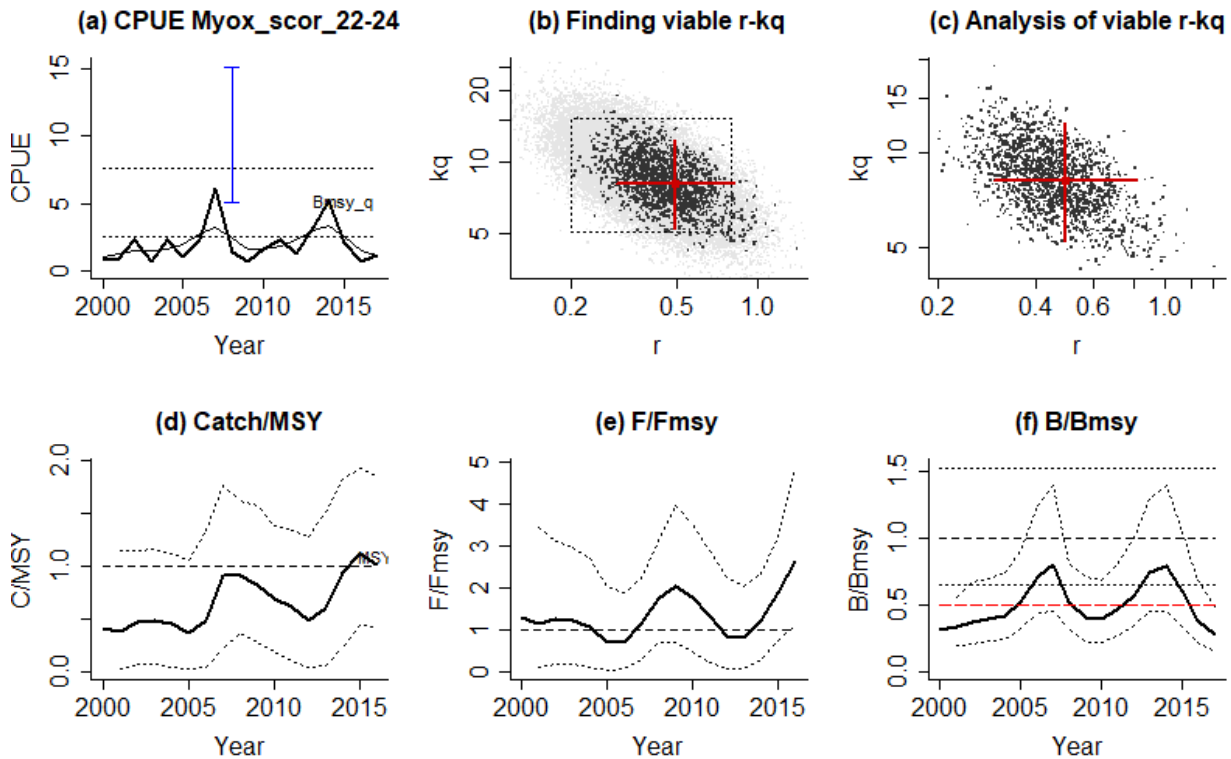 (a) CPUE Myox_scor_22-24
CPUE
15
10
5
0
Bmsy_q
2000 2005 2010 2015
Year
(b) Finding viable r-kq
kq
20
10
5
0.2 0.5 1.0
r
(c) Analysis of viable r-kq
kq
15
10
5
0.2 0.4 0.6 1.0
r
(d) Catch/MSY
C/MSY
2.0
1.0
0.0
MSY
2000 2005 2010 2015
Year
(e) F/Fmsy
F/Fmsy
5
4
3
2
1
0
2000 2005 2010 2015
Year
(f) B/Bmsy
B/Bmsy
1.5
1.0
0.5
0.0
2000 2005 2010 2015
Year